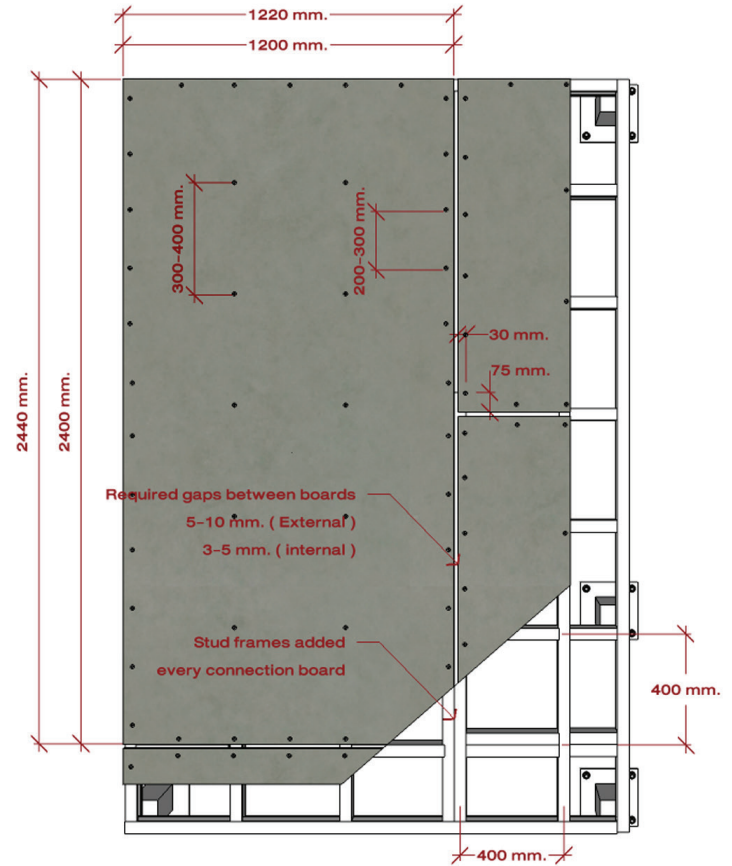 1220 mm.
1200 mm.
300-400 mm.
200-300 mm.
30 mm.
75 mm.
2440 mm.
2400 mm.
Required gaps between boards
5-10 mm. ( External )
3-5 mm. ( internal )
Stud frames added
every connection board
400 mm.
400 mm.